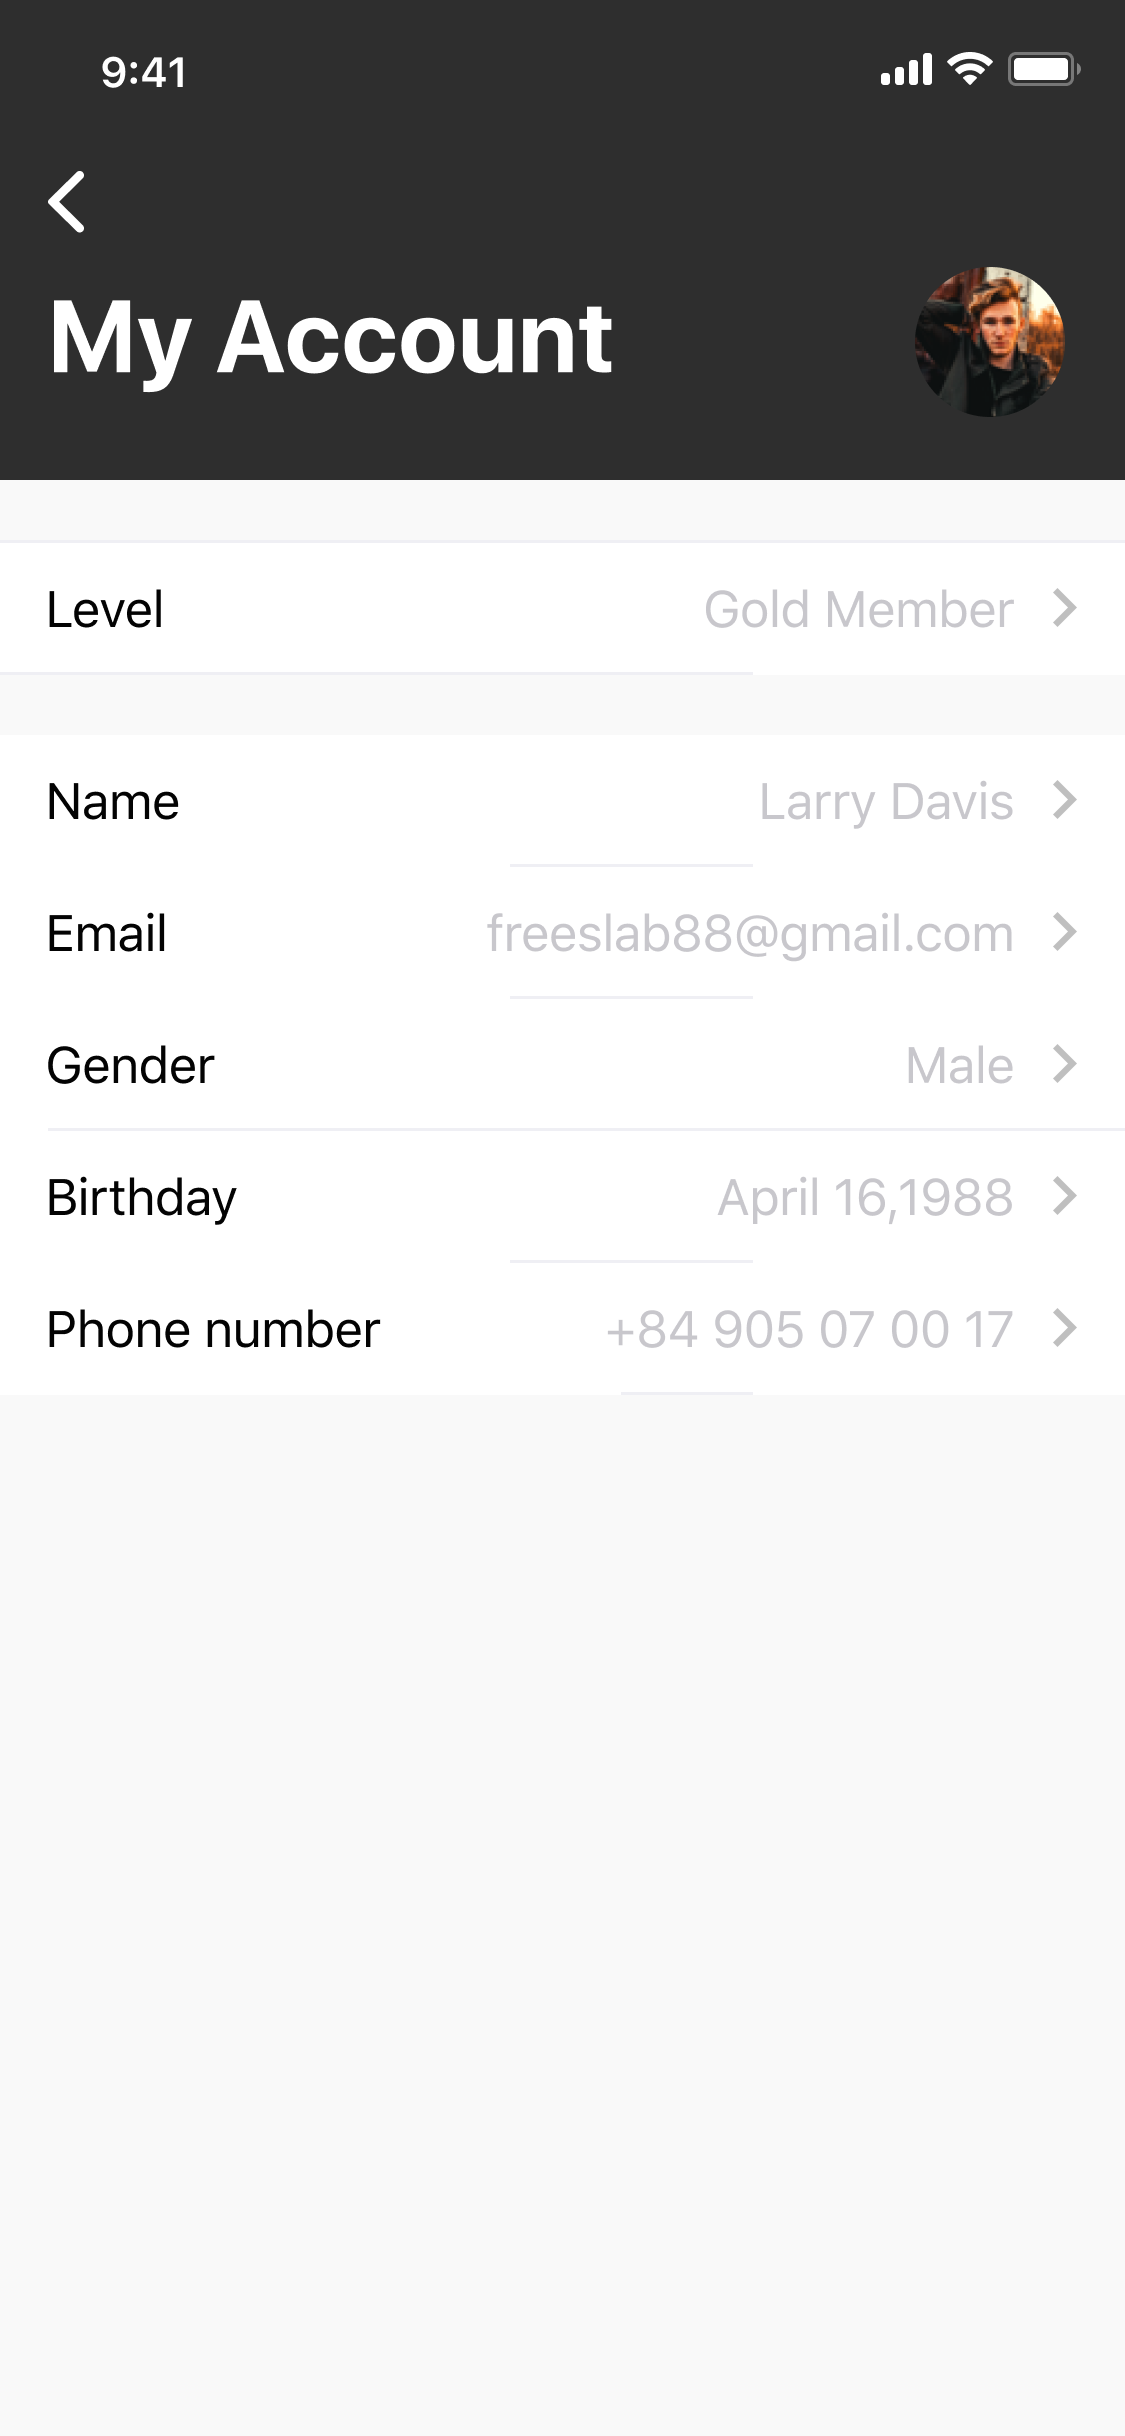 9:41
My Account
Level Gold Member
Name Larry Davis
Email freeslab88@gmail.com
Gender Male
Birthday April 16,1988
Phone number +84 905 07 00 17